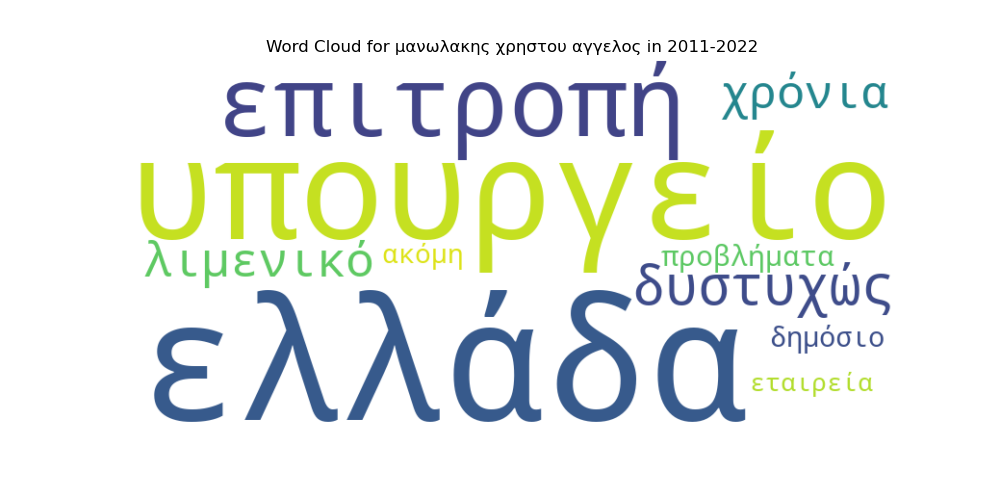 Word Cloud for μανωλακης χρηστου αγγελος in 2011-2022
επιτροπή
χρόνια
υπουργείο
λιμενικό
ακόμη
προβλήματα
δυστυχώς
ελλάδα
δημόσιο
εταιρεία